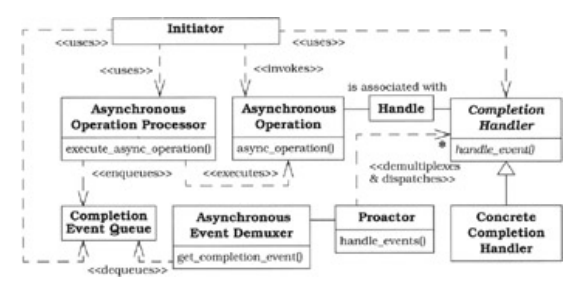 Initiator
<<uses>>
<<uses>>
<<uses>>
<<invokes>>
is associated with
Asynchronous
Operation Processor
execute_async_operation()
Asynchronous
Operation
async_operation()
Handle
Completion
Handler
handle_event()
*
<<enqueues>>
<<executes>>
<<demultiplexes
& dispatches>>
Completion
Event Queue
Asynchronous
Event Demuxer
get_completion_event()
Proactor
handle_events()
Concrete
Completion
Handler
<<dequeues>>